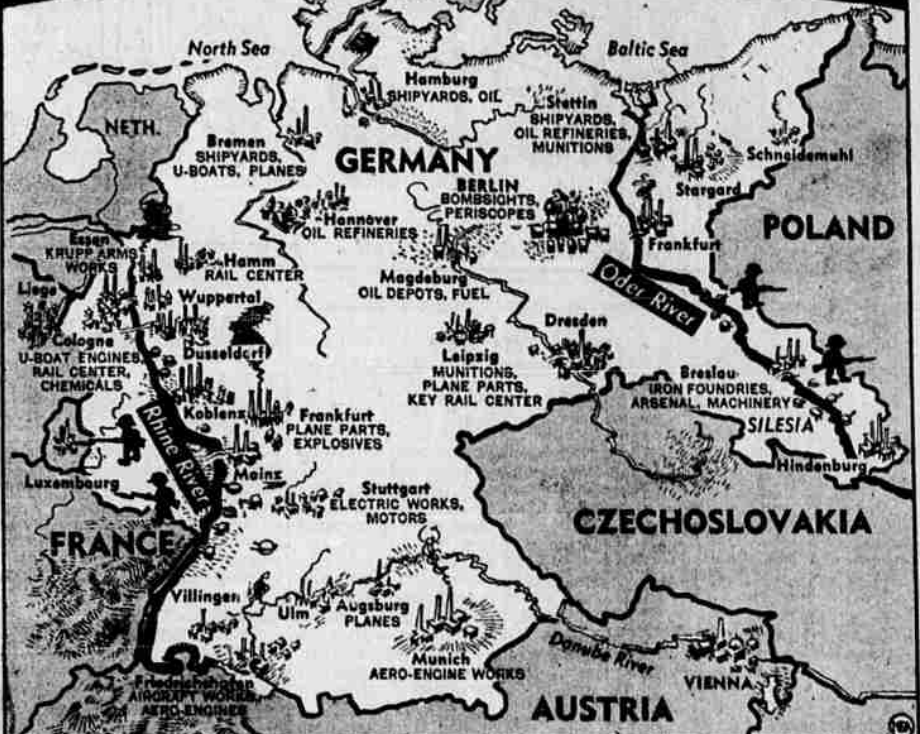 North Sea
Baltic Sea
Hamburg
SHIPYARDS, OIL
NETH.
Bremen
SHIPYARDS,
U-BOATS, PLANES
Stettin
SHIPYARDS,
OIL REFINERIES,
MUNITIONS
Schneidemuhl
Stargard
GERMANY
BERLIN
BOMBSIGHTS,
PERISCOPES
POLAND
Hannover
OIL REFINERIES
Frankfurt
Essen
KRUPP ARMS
WORKS
Hamm
RAIL CENTER
Magdeburg
OIL DEPOTS, FUEL
Oder River
Liege
Wuppertal
Cologne
U-BOAT ENGINES,
RAIL CENTER,
CHEMICALS
Dusseldorf
Leipzig
MUNITIONS,
PLANE PARTS,
KEY RAIL CENTER
Dresden
Breslau
IRON FOUNDRIES,
ARSENAL, MACHINERY
SILESIA
Hindenburg
Koblenz
Frankfurt
PLANE PARTS,
EXPLOSIVES
Rhine River
Luxembourg
Mainz
Stuttgart
ELECTRIC WORKS,
MOTORS
FRANCE
CZECHOSLOVAKIA
Villingen
Ulm
Augsburg
PLANES
Munich
AERO-ENGINE WORKS
Danube River
VIENNA
Friedrichshafen
AIRCRAFT WORKS,
AERO-ENGINES
AUSTRIA